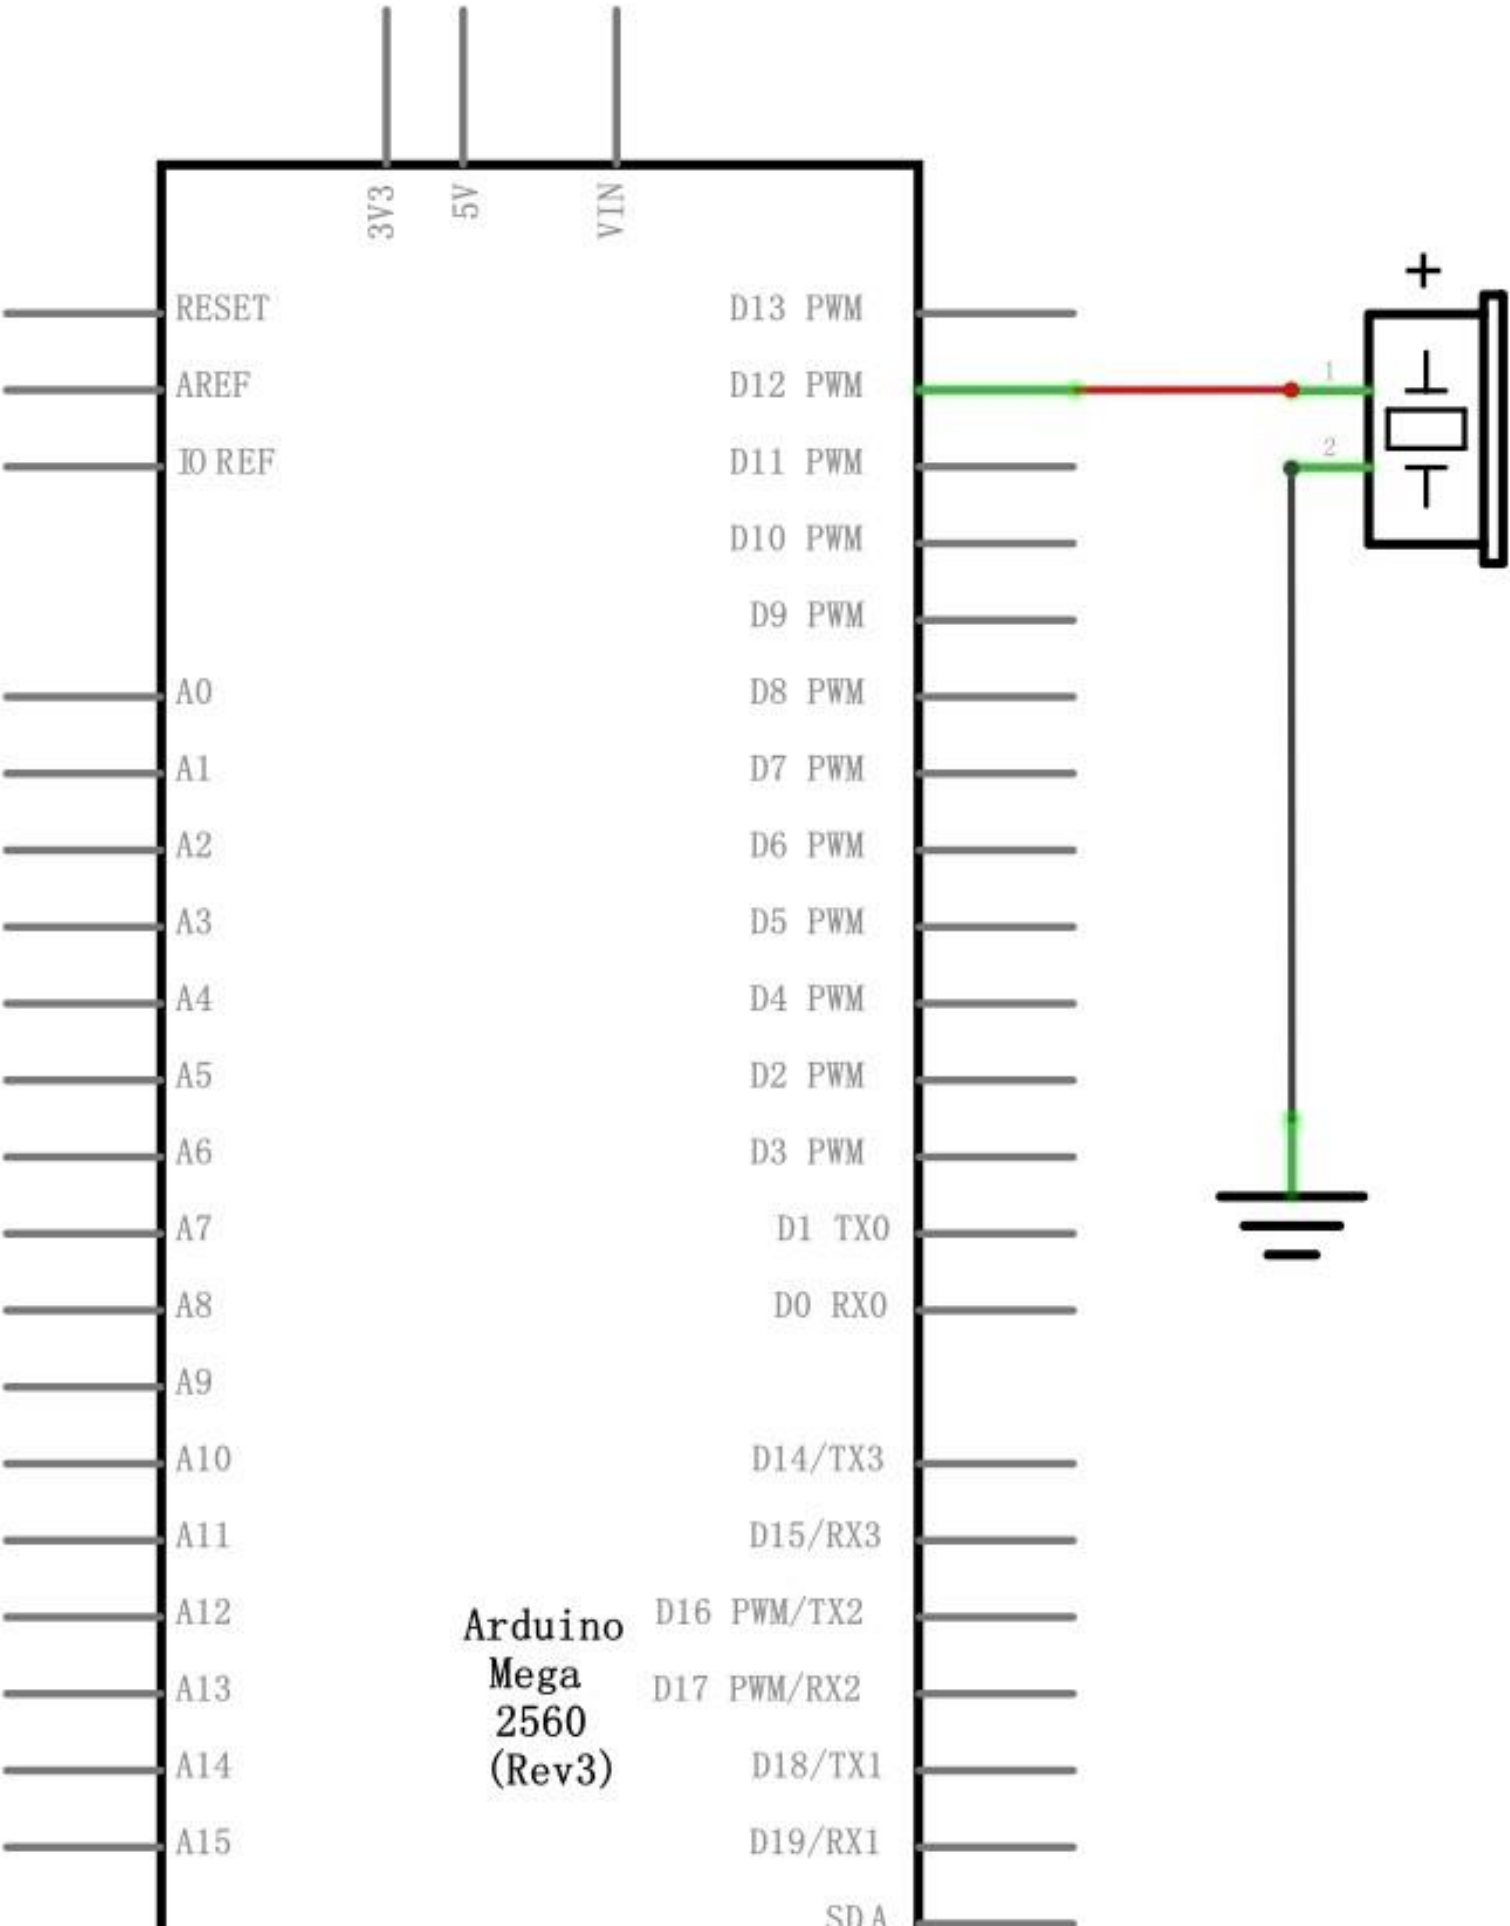 3V3
5V
VIN
+
RESET
D13 PWM
AREF
D12 PWM
1
IO REF
D11 PWM
2
D10 PWM
D9 PWM
A0
D8 PWM
A1
D7 PWM
A2
D6 PWM
A3
D5 PWM
A4
D4 PWM
A5
D2 PWM
A6
D3 PWM
A7
D1 TX0
A8
D0 RX0
A9
A10
D14/TX3
A11
D15/RX3
A12
D16 PWM/TX2
A13
D17 PWM/RX2
A14
D18/TX1
A15
D19/RX1
Arduino
Mega
2560
(Rev3)
SDA